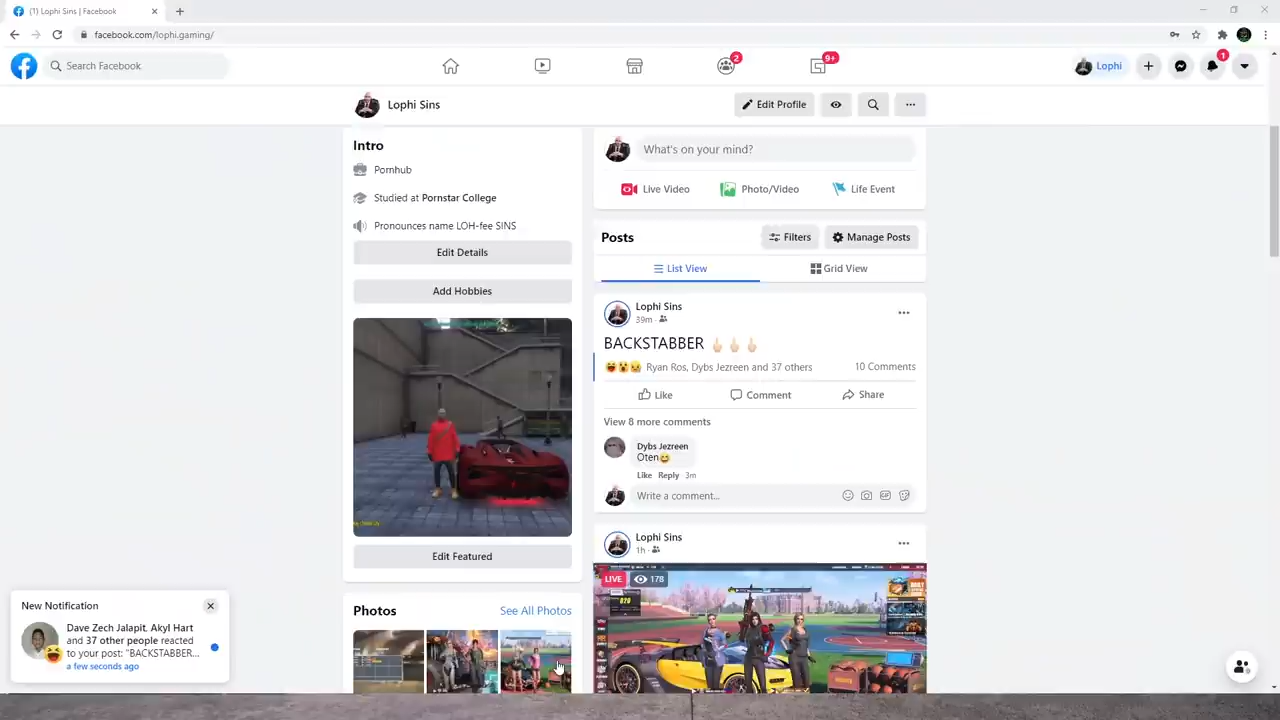 (1) Lophi Sins | Facebook
facebook.com/lophi.gaming/
Search Facebook
2
9+
Lophi
1
Lophi Sins
Edit Profile
Intro
Pornhub
Studied at Pornstar College
Pronounces name LOH-fee SINS
Edit Details
Add Hobbies
Edit Featured
Photos
See All Photos
What's on your mind?
Live Video
Photo/Video
Life Event
Posts
Filters
Manage Posts
List View
Grid View
Lophi Sins
39m ·
BACKSTABBER 🖕🏻🖕🏻🖕🏻
Ryan Ros, Dybs Jezreen and 37 others
10 Comments
Like
Comment
Share
View 8 more comments
Dybs Jezreen
Oten😅
Like Reply 3m
Write a comment...
Lophi Sins
1h ·
LIVE 178
New Notification
Dave Zech Jalapit, Akyl Hart
and 37 other people reacted
to your post: "BACKSTABBER...
a few seconds ago